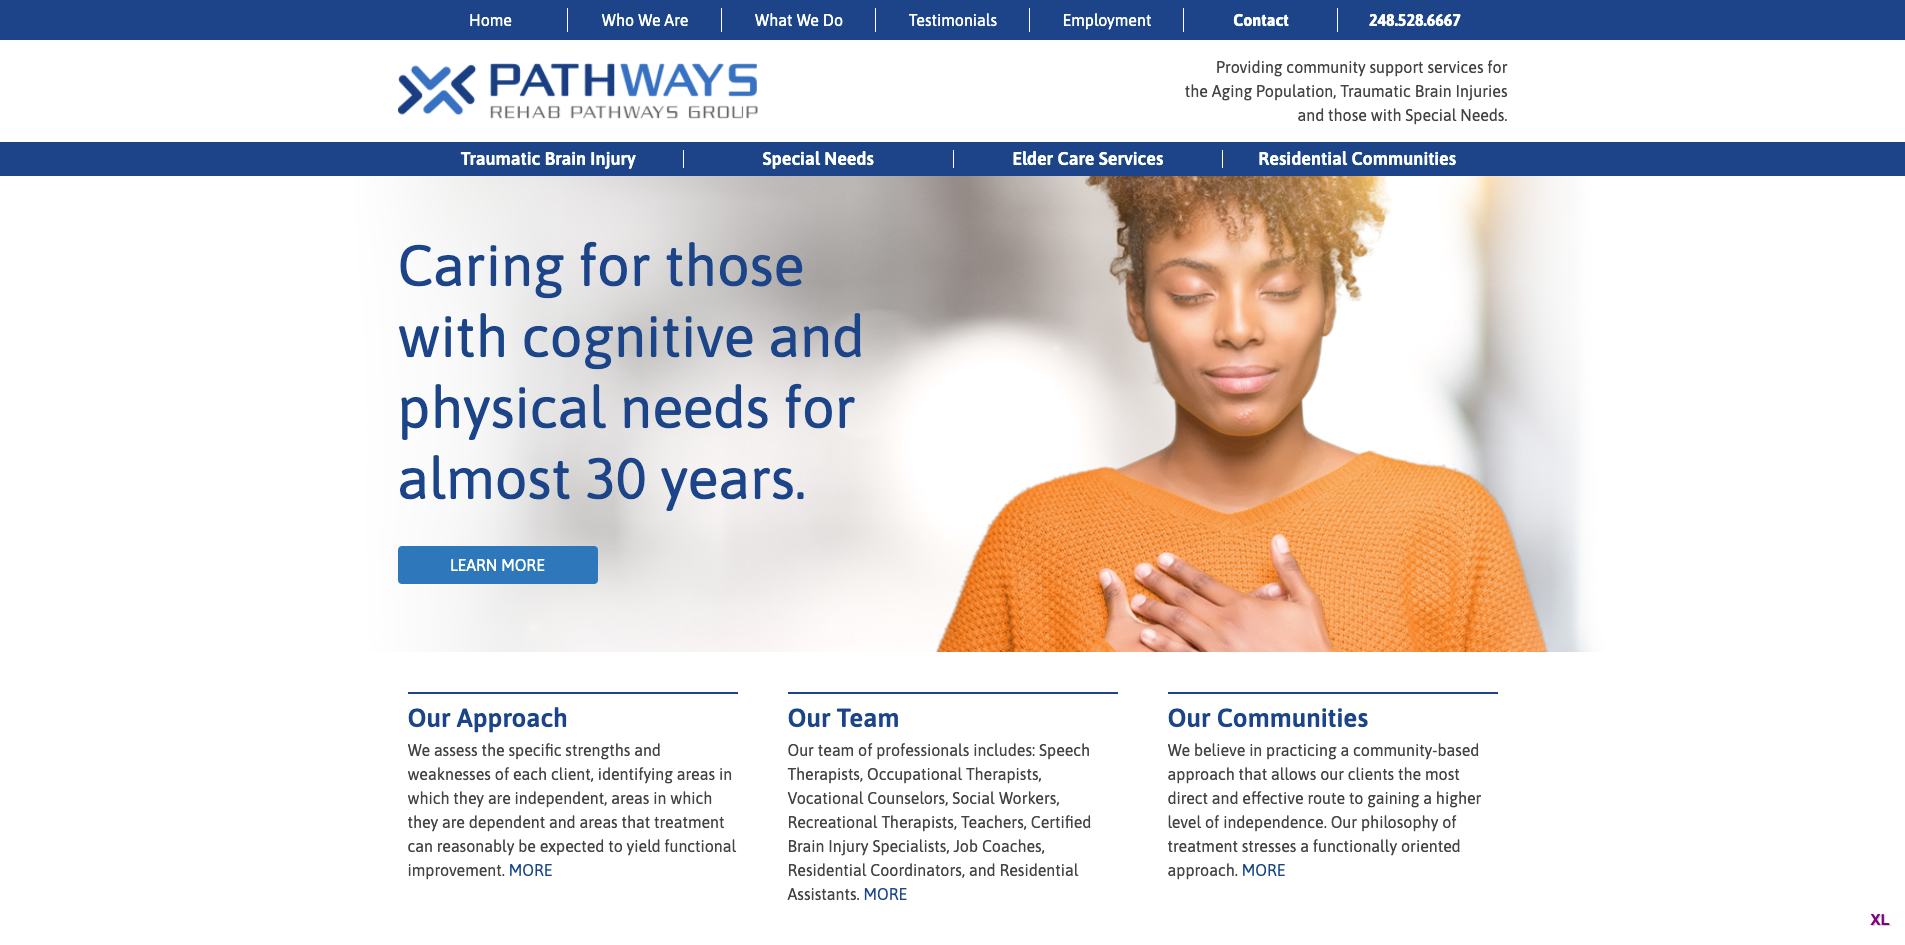 Home
Who We Are
What We Do
Testimonials
Employment
Contact
248.528.6667
PATHWAYS
REHAB PATHWAYS GROUP
Providing community support services for
the Aging Population, Traumatic Brain Injuries
and those with Special Needs.
Traumatic Brain Injury
Special Needs
Elder Care Services
Residential Communities
Caring for those
with cognitive and
physical needs for
almost 30 years.
LEARN MORE
Our Approach
We assess the specific strengths and
weaknesses of each client, identifying areas in
which they are independent, areas in which
they are dependent and areas that treatment
can reasonably be expected to yield functional
improvement. MORE
Our Team
Our team of professionals includes: Speech
Therapists, Occupational Therapists,
Vocational Counselors, Social Workers,
Recreational Therapists, Teachers, Certified
Brain Injury Specialists, Job Coaches,
Residential Coordinators, and Residential
Assistants. MORE
Our Communities
We believe in practicing a community-based
approach that allows our clients the most
direct and effective route to gaining a higher
level of independence. Our philosophy of
treatment stresses a functionally oriented
approach. MORE
XL